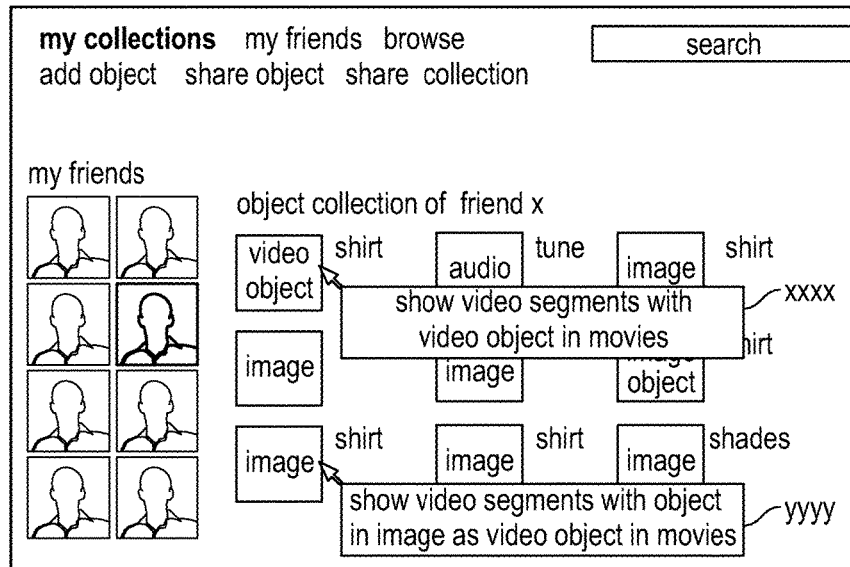 my collections my friends browse
search
add object share object share collection
my friends
object collection of friend x
video object shirt
audio tune
image shirt
show video segments with
video object in movies
xxxx
image
image
object
image shirt
image shirt
image shades
show video segments with object
in image as video object in movies
yyyy